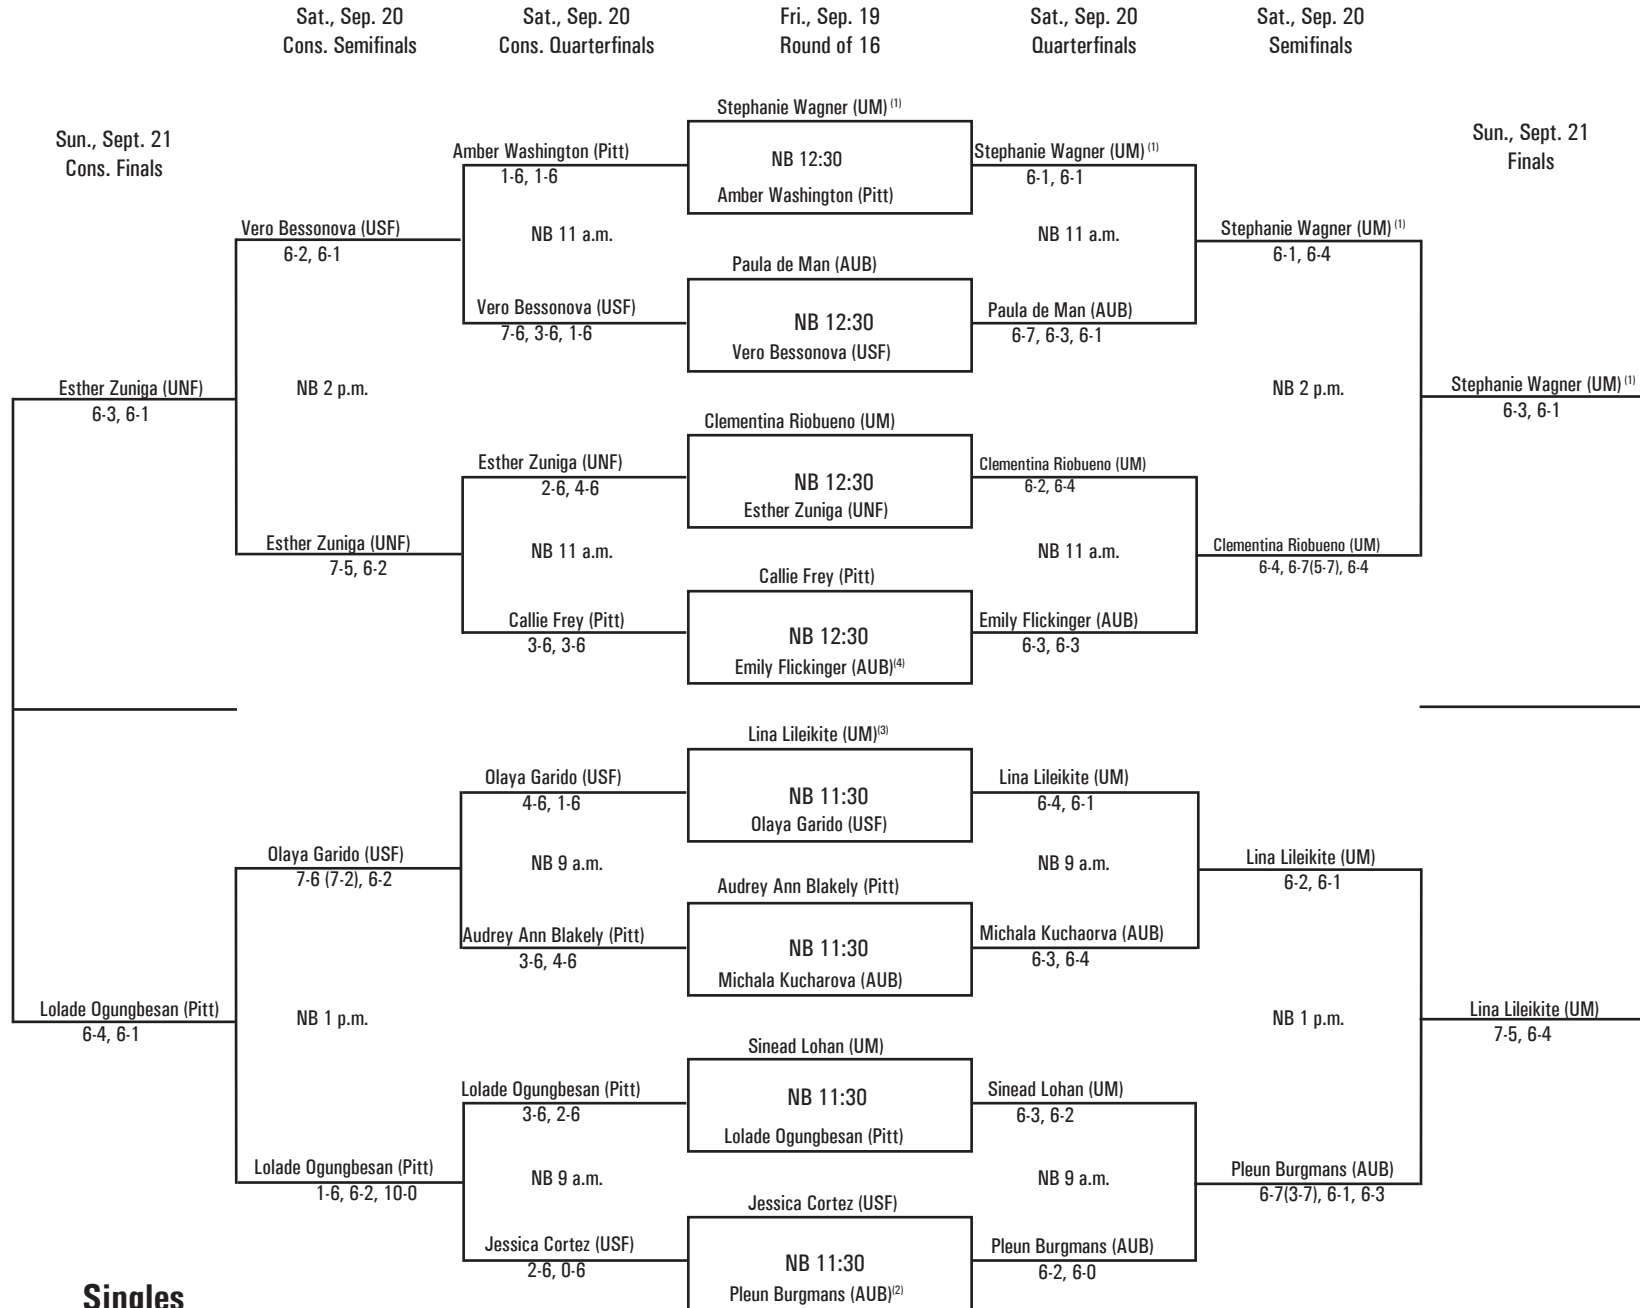 Sat., Sep. 20
Cons. Semifinals
Sat., Sep. 20
Cons. Quarterfinals
Fri., Sep. 19
Round of 16
Sat., Sep. 20
Quarterfinals
Sat., Sep. 20
Semifinals
Sun., Sept. 21
Cons. Finals
Sun., Sept. 21
Finals
Esther Zuniga (UNF)
6-3, 6-1
Lolade Ogungbesan (Pitt)
6-4, 6-1
Vero Bessonova (USF)
6-2, 6-1
NB 2 p.m.
Esther Zuniga (UNF)
7-5, 6-2
Olaya Garido (USF)
7-6 (7-2), 6-2
NB 1 p.m.
Lolade Ogungbesan (Pitt)
1-6, 6-2, 10-0
Amber Washington (Pitt)
1-6, 1-6
NB 11 a.m.
Vero Bessonova (USF)
7-6, 3-6, 1-6
Esther Zuniga (UNF)
2-6, 4-6
NB 11 a.m.
Callie Frey (Pitt)
3-6, 3-6
Olaya Garido (USF)
4-6, 1-6
NB 9 a.m.
Audrey Ann Blakely (Pitt)
3-6, 4-6
Lolade Ogungbesan (Pitt)
3-6, 2-6
NB 9 a.m.
Jessica Cortez (USF)
2-6, 0-6
Stephanie Wagner (UM) (1)
NB 12:30
Amber Washington (Pitt)
Paula de Man (AUB)
NB 12:30
Vero Bessonova (USF)
Clementina Riobueno (UM)
NB 12:30
Esther Zuniga (UNF)
Callie Frey (Pitt)
NB 12:30
Emily Flickinger (AUB)(4)
Lina Lileikite (UM)(3)
NB 11:30
Olaya Garido (USF)
Audrey Ann Blakely (Pitt)
NB 11:30
Michala Kucharova (AUB)
Sinead Lohan (UM)
NB 11:30
Lolade Ogungbesan (Pitt)
Jessica Cortez (USF)
NB 11:30
Pleun Burgmans (AUB)(2)
Stephanie Wagner (UM) (1)
6-1, 6-1
NB 11 a.m.
Paula de Man (AUB)
6-7, 6-3, 6-1
Clementina Riobueno (UM)
6-2, 6-4
NB 11 a.m.
Emily Flickinger (AUB)
6-3, 6-3
Lina Lileikite (UM)
6-4, 6-1
NB 9 a.m.
Michala Kuchaorva (AUB)
6-3, 6-4
Sinead Lohan (UM)
6-3, 6-2
NB 9 a.m.
Pleun Burgmans (AUB)
6-2, 6-0
Stephanie Wagner (UM) (1)
6-1, 6-4
NB 2 p.m.
Clementina Riobueno (UM)
6-4, 6-7(5-7), 6-4
Lina Lileikite (UM)
6-2, 6-1
NB 1 p.m.
Pleun Burgmans (AUB)
6-7(3-7), 6-1, 6-3
Stephanie Wagner (UM) (1)
6-3, 6-1
Lina Lileikite (UM)
7-5, 6-4
Singles